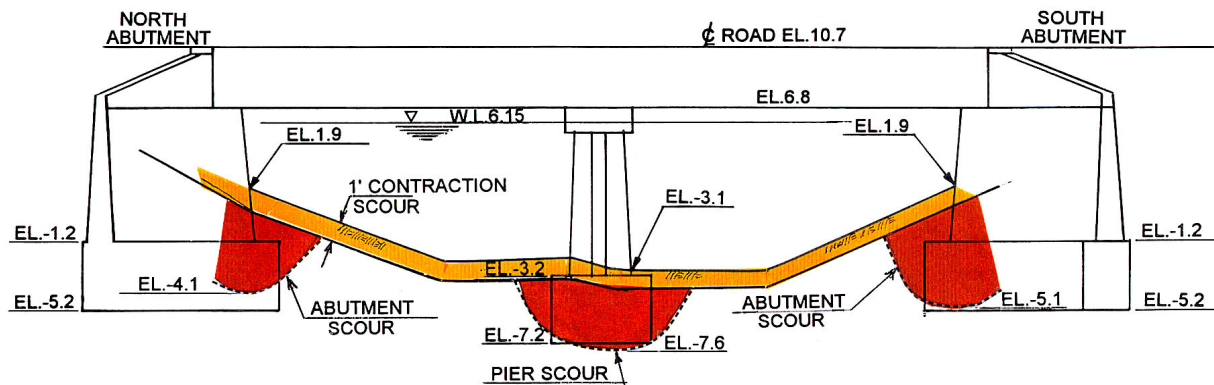 NORTH
ABUTMENT
℄ ROAD EL.10.7
SOUTH
ABUTMENT
EL.6.8
W.L.6.15
EL.1.9
EL.1.9
1' CONTRACTION
SCOUR
EL.-3.1
EL.-1.2
EL.-1.2
EL.-3.2
EL.-4.1
EL.-5.2
ABUTMENT
SCOUR
ABUTMENT
SCOUR
EL.-5.1
EL.-5.2
EL.-7.2
EL.-7.6
PIER SCOUR